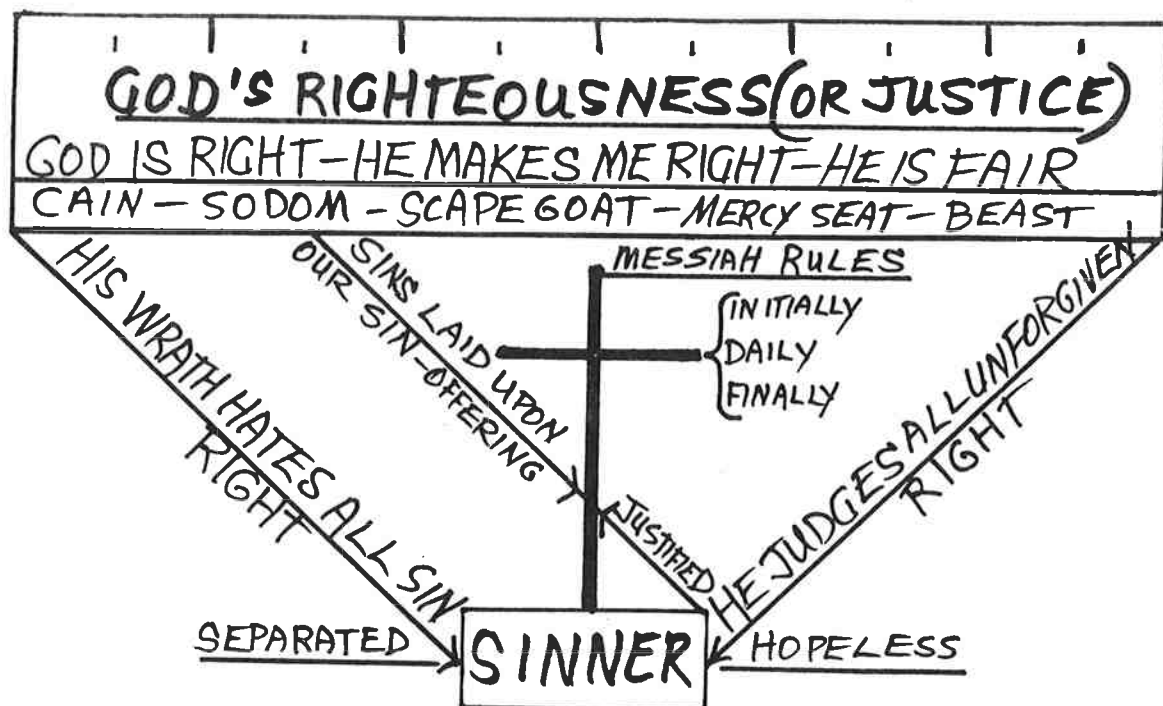 GOD'S RIGHTEOUSNESS (OR JUSTICE)
GOD IS RIGHT-HE MAKES ME RIGHT-HE IS FAIR
CAIN - SODOM - SCAPEGOAT - MERCY SEAT - BEAST
HIS WRATH HATES ALL SIN
RIGHT
SINS LAID UPON
OUR SIN-OFFERING
MESSIAH RULES
INITIALLY
DAILY
FINALLY
JUSTIFIED
HE JUDGES ALL UNFORGIVEN
RIGHT
SEPARATED
SINNER
HOPELESS